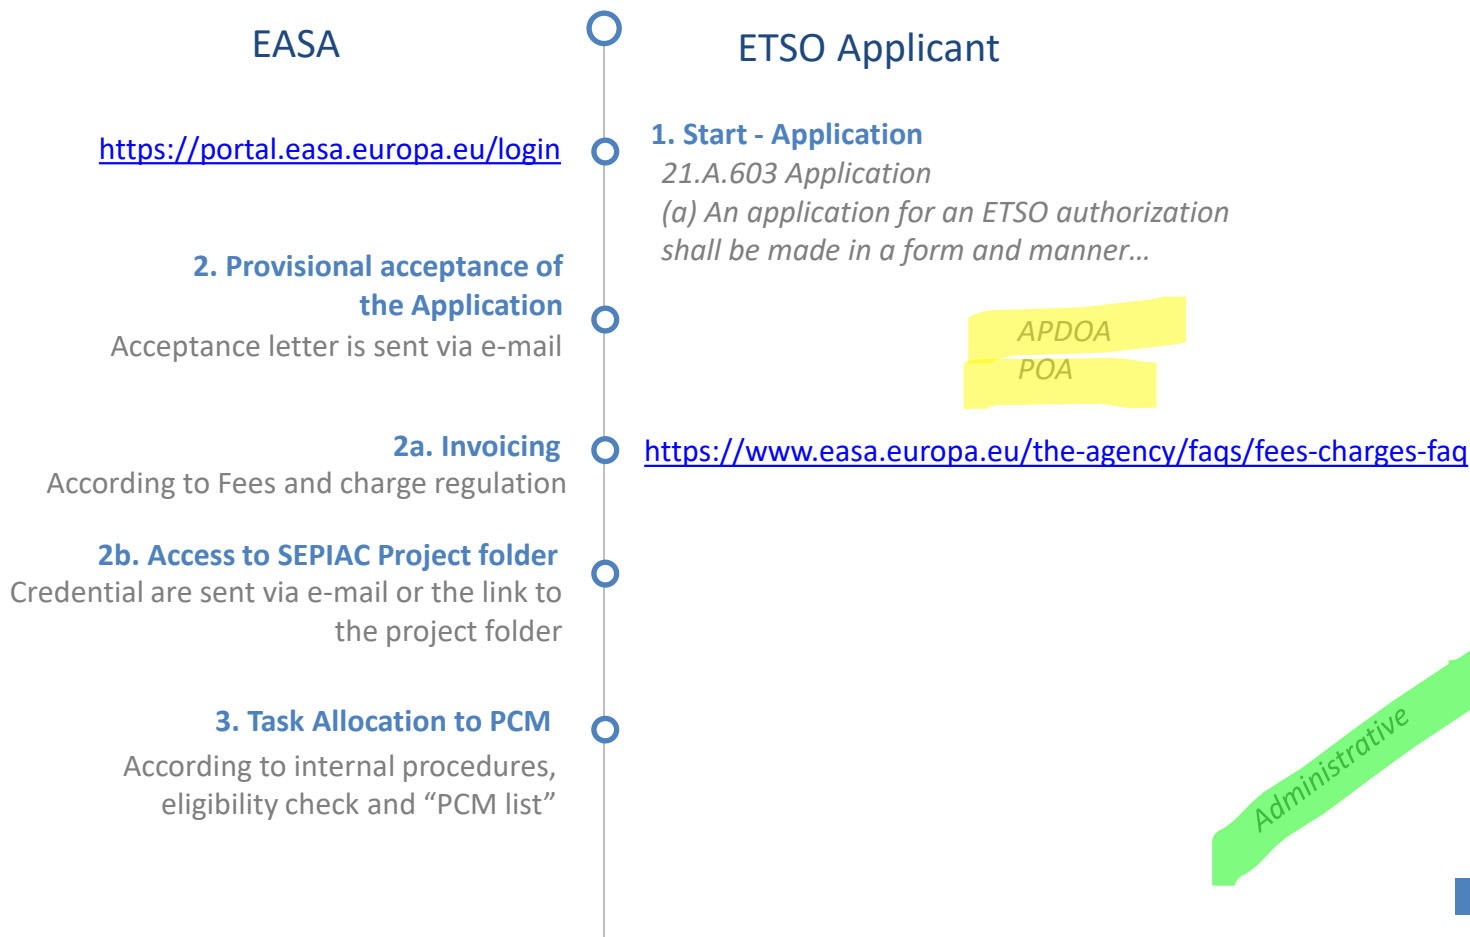 EASA
ETSO Applicant
https://portal.easa.europa.eu/login
1. Start - Application
21.A.603 Application
(a) An application for an ETSO authorization
shall be made in a form and manner…
2. Provisional acceptance of
the Application
Acceptance letter is sent via e-mail
APDOA
POA
2a. Invoicing
According to Fees and charge regulation
https://www.easa.europa.eu/the-agency/faqs/fees-charges-faq
2b. Access to SEPIAC Project folder
Credential are sent via e-mail or the link to
the project folder
3. Task Allocation to PCM
According to internal procedures,
eligibility check and “PCM list”
Administrative